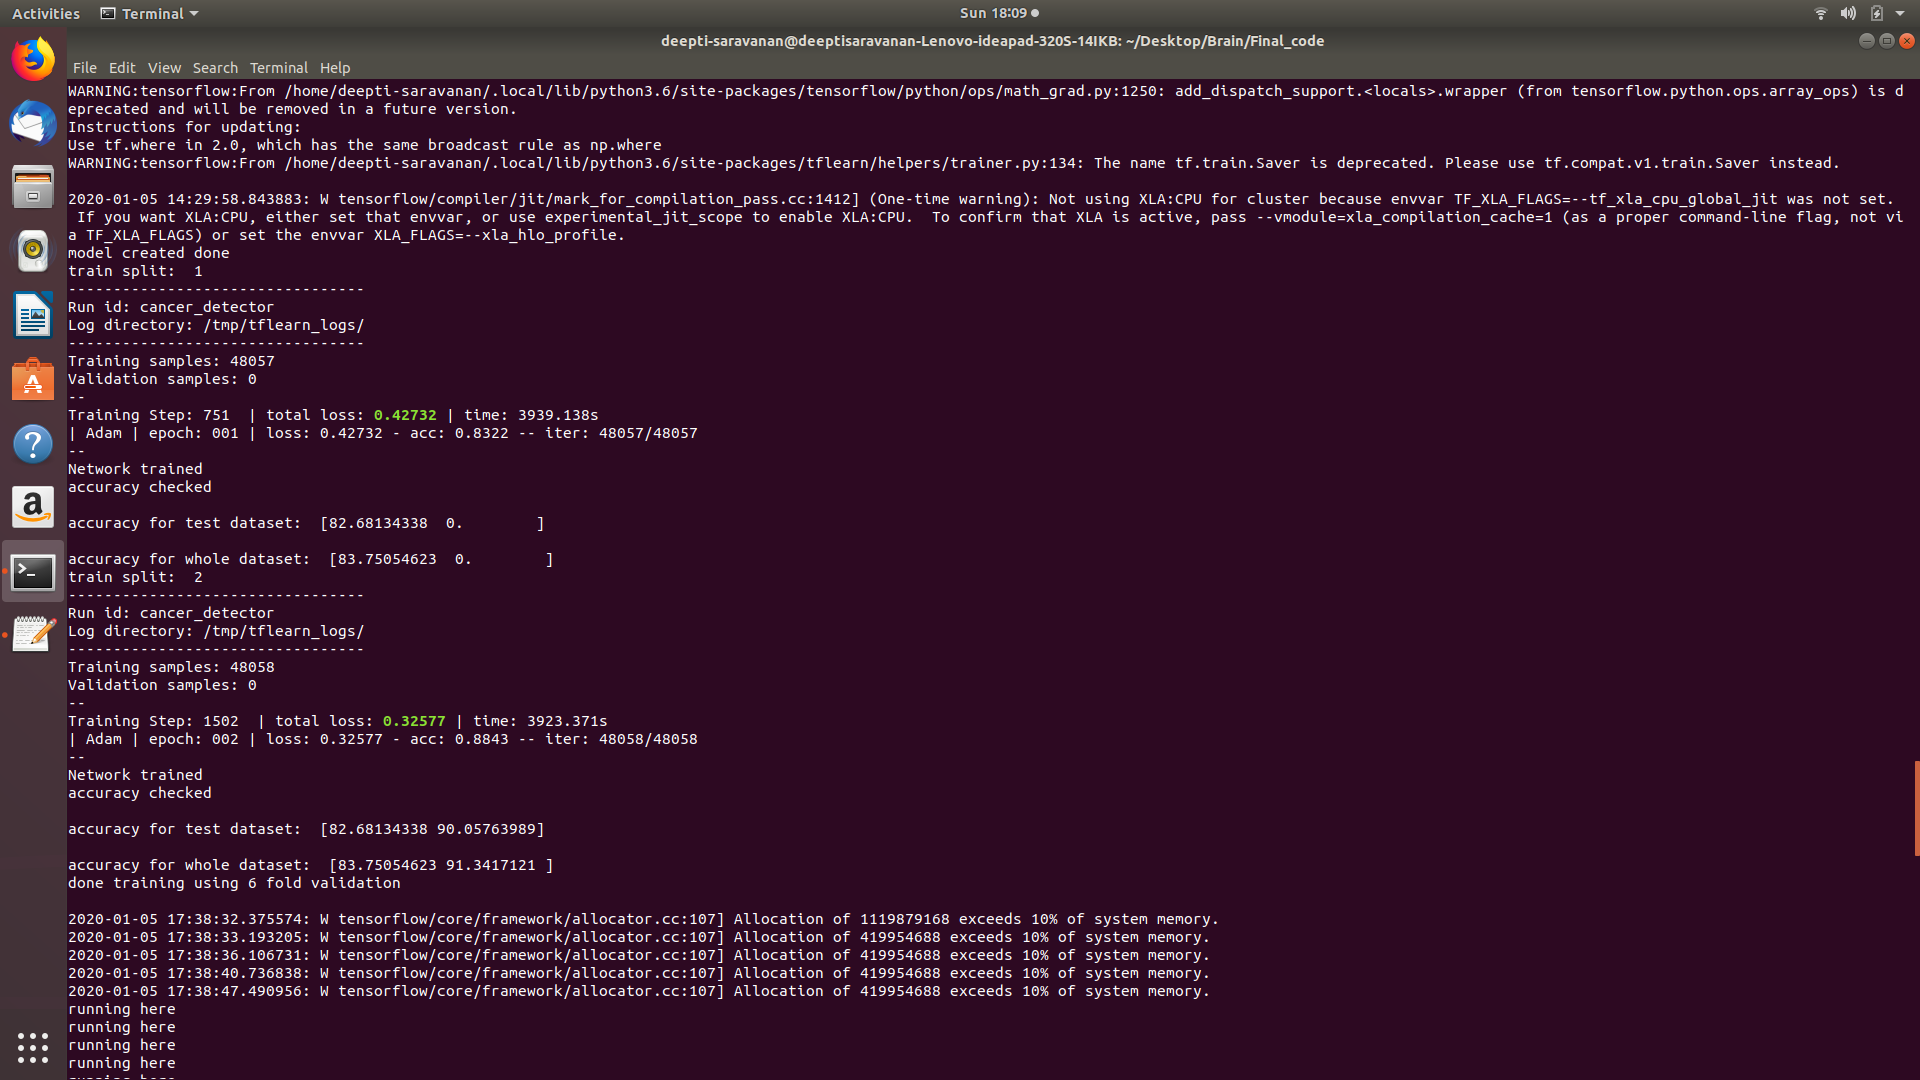 Activities
Terminal
Sun 18:09
deepti-saravanan@deeptisaravanan-Lenovo-ideapad-320S-14IKB: ~/Desktop/Brain/Final_code
File Edit View Search Terminal Help
WARNING:tensorflow:From /home/deepti-saravanan/.local/lib/python3.6/site-packages/tensorflow/python/ops/math_grad.py:1250: add_dispatch_support.<locals>.wrapper (from tensorflow.python.ops.array_ops) is d
eprecated and will be removed in a future version.
Instructions for updating:
Use tf.where in 2.0, which has the same broadcast rule as np.where
WARNING:tensorflow:From /home/deepti-saravanan/.local/lib/python3.6/site-packages/tflearn/helpers/trainer.py:134: The name tf.train.Saver is deprecated. Please use tf.compat.v1.train.Saver instead.
2020-01-05 14:29:58.843883: W tensorflow/compiler/jit/mark_for_compilation_pass.cc:1412] (One-time warning): Not using XLA:CPU for cluster because envvar TF_XLA_FLAGS=--tf_xla_cpu_global_jit was not set.
If you want XLA:CPU, either set that envvar, or use experimental_jit_scope to enable XLA:CPU.  To confirm that XLA is active, pass --vmodule=xla_compilation_cache=1 (as a proper command-line flag, not vi
a TF_XLA_FLAGS) or set the envvar XLA_FLAGS=--xla_hlo_profile.
model created done
train split:  1
---------------------------------
Run id: cancer_detector
Log directory: /tmp/tflearn_logs/
---------------------------------
Training samples: 48057
Validation samples: 0
--
Training Step: 751  | total loss: 0.42732 | time: 3939.138s
| Adam | epoch: 001 | loss: 0.42732 - acc: 0.8322 -- iter: 48057/48057
--
Network trained
accuracy checked
accuracy for test dataset:  [82.68134338  0.        ]
accuracy for whole dataset:  [83.75054623  0.        ]
train split:  2
---------------------------------
Run id: cancer_detector
Log directory: /tmp/tflearn_logs/
---------------------------------
Training samples: 48058
Validation samples: 0
--
Training Step: 1502  | total loss: 0.32577 | time: 3923.371s
| Adam | epoch: 002 | loss: 0.32577 - acc: 0.8843 -- iter: 48058/48058
--
Network trained
accuracy checked
accuracy for test dataset:  [82.68134338 90.05763989]
accuracy for whole dataset:  [83.75054623 91.3417121 ]
done training using 6 fold validation
2020-01-05 17:38:32.375574: W tensorflow/core/framework/allocator.cc:107] Allocation of 1119879168 exceeds 10% of system memory.
2020-01-05 17:38:33.193205: W tensorflow/core/framework/allocator.cc:107] Allocation of 419954688 exceeds 10% of system memory.
2020-01-05 17:38:36.106731: W tensorflow/core/framework/allocator.cc:107] Allocation of 419954688 exceeds 10% of system memory.
2020-01-05 17:38:40.736838: W tensorflow/core/framework/allocator.cc:107] Allocation of 419954688 exceeds 10% of system memory.
2020-01-05 17:38:47.490956: W tensorflow/core/framework/allocator.cc:107] Allocation of 419954688 exceeds 10% of system memory.
running here
running here
running here
running here